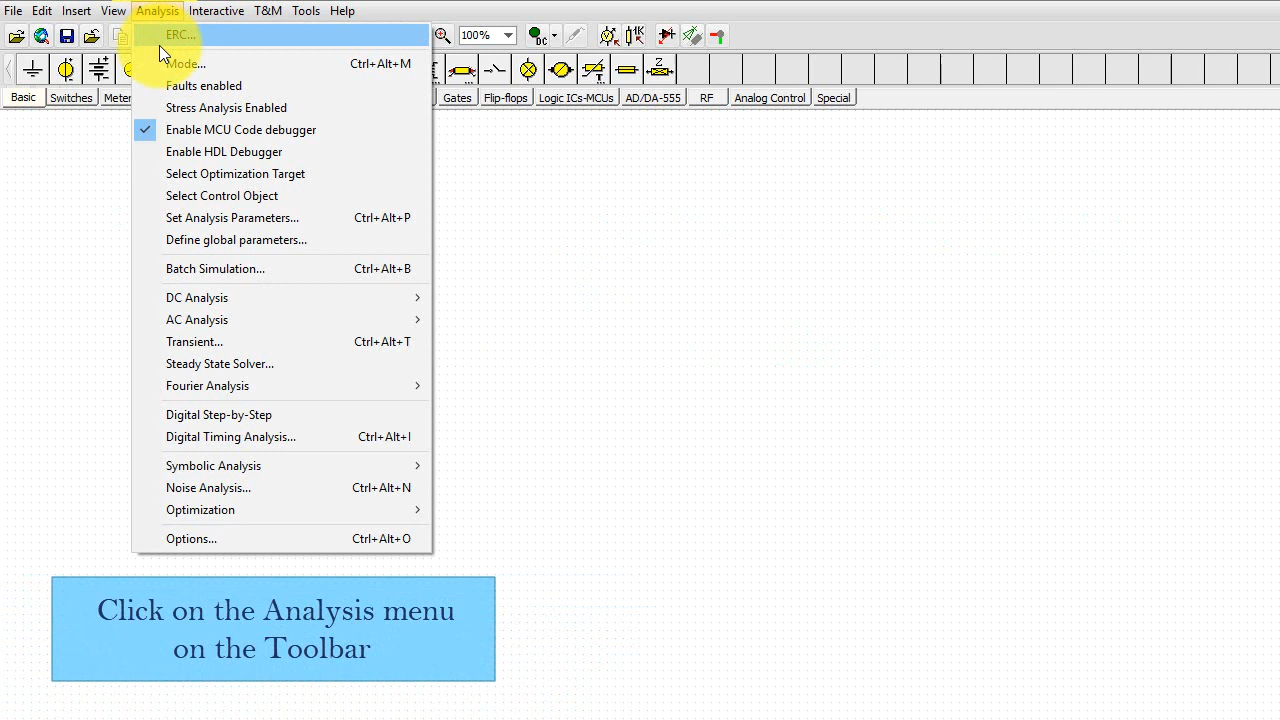 File Edit Insert View Analysis Interactive T&M Tools Help
100% DC
Basic Switches Meter Gates Flip-flops Logic ICs-MCUs AD/DA-555 RF Analog Control Special
ERC...
Mode... Ctrl+Alt+M
Faults enabled
Stress Analysis Enabled
Enable MCU Code debugger
Enable HDL Debugger
Select Optimization Target
Select Control Object
Set Analysis Parameters... Ctrl+Alt+P
Define global parameters...
Batch Simulation... Ctrl+Alt+B
DC Analysis
AC Analysis
Transient... Ctrl+Alt+T
Steady State Solver...
Fourier Analysis
Digital Step-by-Step
Digital Timing Analysis... Ctrl+Alt+I
Symbolic Analysis
Noise Analysis... Ctrl+Alt+N
Optimization
Options... Ctrl+Alt+O
Click on the Analysis menu
on the Toolbar